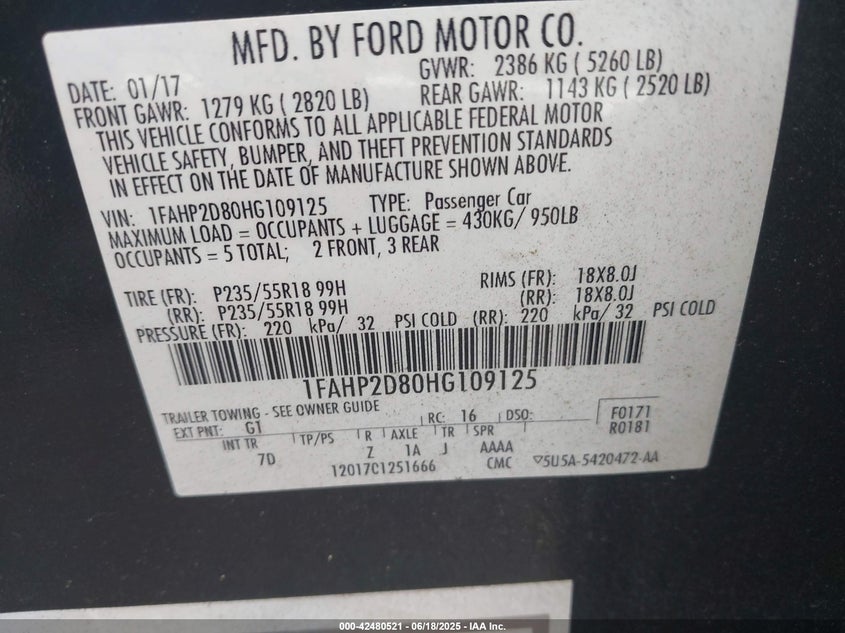 MFD. BY FORD MOTOR CO.
DATE: 01/17 GVWR: 2386 KG ( 5260 LB)
FRONT GAWR: 1279 KG ( 2820 LB) REAR GAWR: 1143 KG ( 2520 LB)
THIS VEHICLE CONFORMS TO ALL APPLICABLE FEDERAL MOTOR
VEHICLE SAFETY, BUMPER, AND THEFT PREVENTION STANDARDS
IN EFFECT ON THE DATE OF MANUFACTURE SHOWN ABOVE.
VIN: 1FAHP2D80HG109125 TYPE: Passenger Car
MAXIMUM LOAD = OCCUPANTS + LUGGAGE = 430KG/ 950LB
OCCUPANTS = 5 TOTAL; 2 FRONT, 3 REAR
TIRE (FR): P235/55R18 99H RIMS (FR): 18X8.0J
(RR): P235/55R18 99H (RR): 18X8.0J
PRESSURE (FR): 220 kPa/ 32 PSI COLD (RR): 220 kPa/ 32 PSI COLD
1FAHP2D80HG109125
TRAILER TOWING - SEE OWNER GUIDE
EXT PNT: G1 RC: 16 DSO: F0171
R0181
INT TR TP/PS R AXLE TR SPR
7D Z 1A J AAAA
12017C1251666 CMC ▽5U5A-5420472-AA
000-42480521 | 06/18/2025 - IAA Inc.